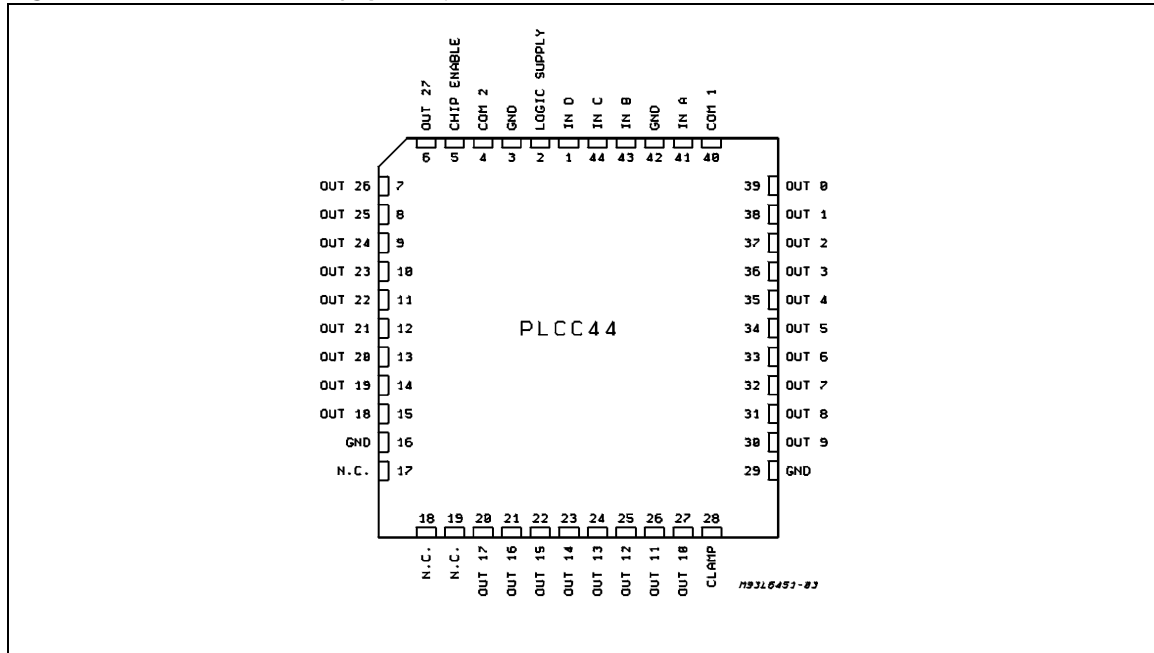 OUT 27
CHIP ENABLE
COM 2
GND
LOGIC SUPPLY
IN D
IN C
IN B
GND
IN A
COM 1
6 5 4 3 2 1 44 43 42 41 40
OUT 26 7
OUT 25 8
OUT 24 9
OUT 23 10
OUT 22 11
OUT 21 12
OUT 20 13
OUT 19 14
OUT 18 15
GND 16
N.C. 17
PLCC44
39 OUT 0
38 OUT 1
37 OUT 2
36 OUT 3
35 OUT 4
34 OUT 5
33 OUT 6
32 OUT 7
31 OUT 8
30 OUT 9
29 GND
18 19 20 21 22 23 24 25 26 27 28
N.C.
N.C.
OUT 17
OUT 16
OUT 15
OUT 14
OUT 13
OUT 12
OUT 11
OUT 10
CLAMP
M93L6453-03